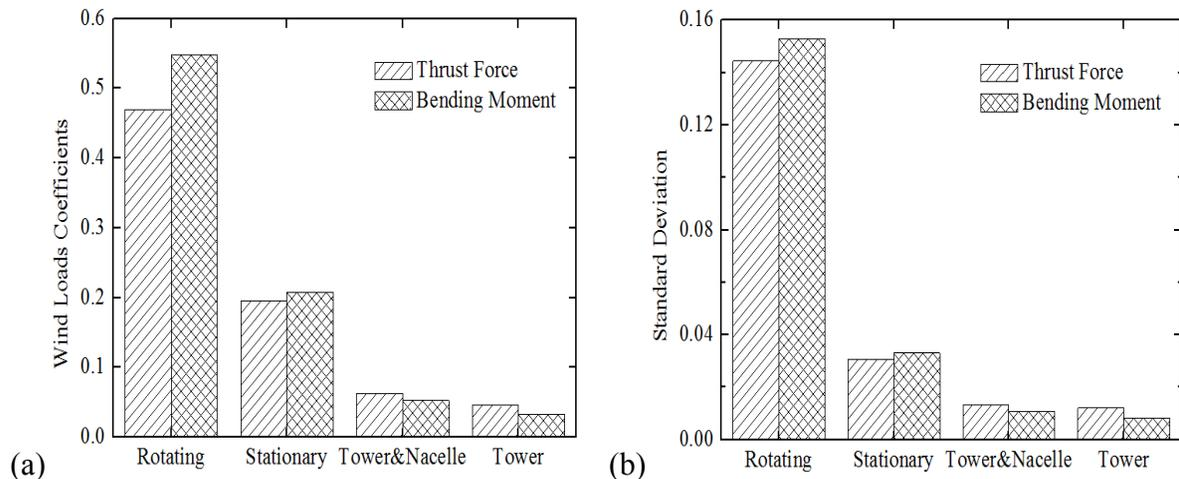 0.6
0.5
0.4
0.3
0.2
0.1
0.0
Wind Loads Coefficients
Thrust Force
Bending Moment
Rotating Stationary Tower&Nacelle Tower
(a)
0.16
0.12
0.08
0.04
0.00
Standard Deviation
Thrust Force
Bending Moment
Rotating Stationary Tower&Nacelle Tower
(b)